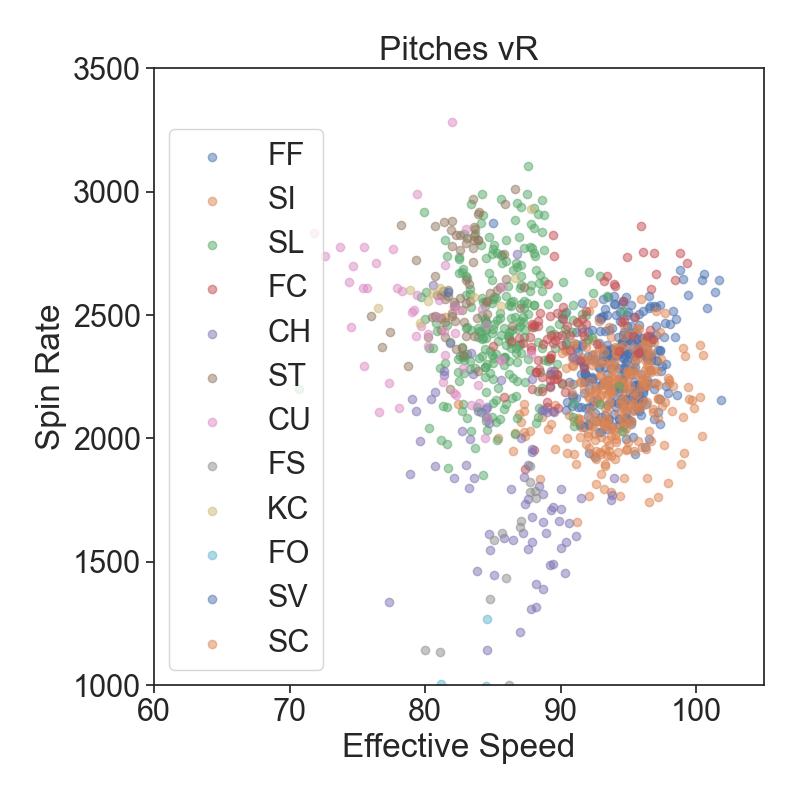 Pitches vR
3500
3000
2500
2000
1500
1000
Spin Rate
FF
SI
SL
FC
CH
ST
CU
FS
KC
FO
SV
SC
60
70
80
90
100
Effective Speed